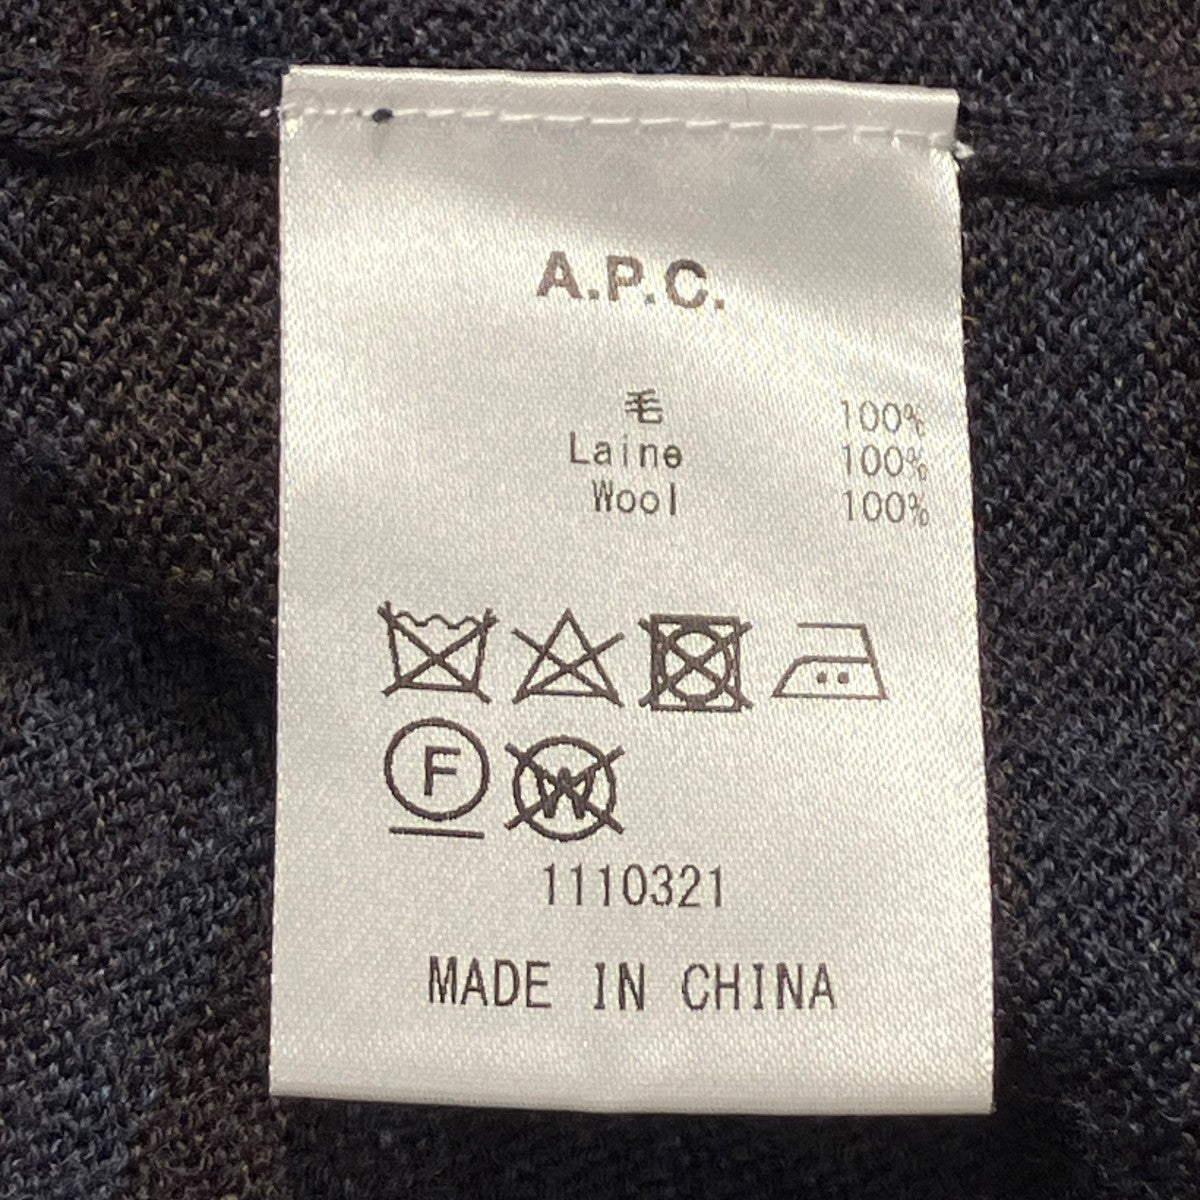 A.P.C.
毛 100%
Laine 100%
Wool 100%
F W
1110321
MADE IN CHINA